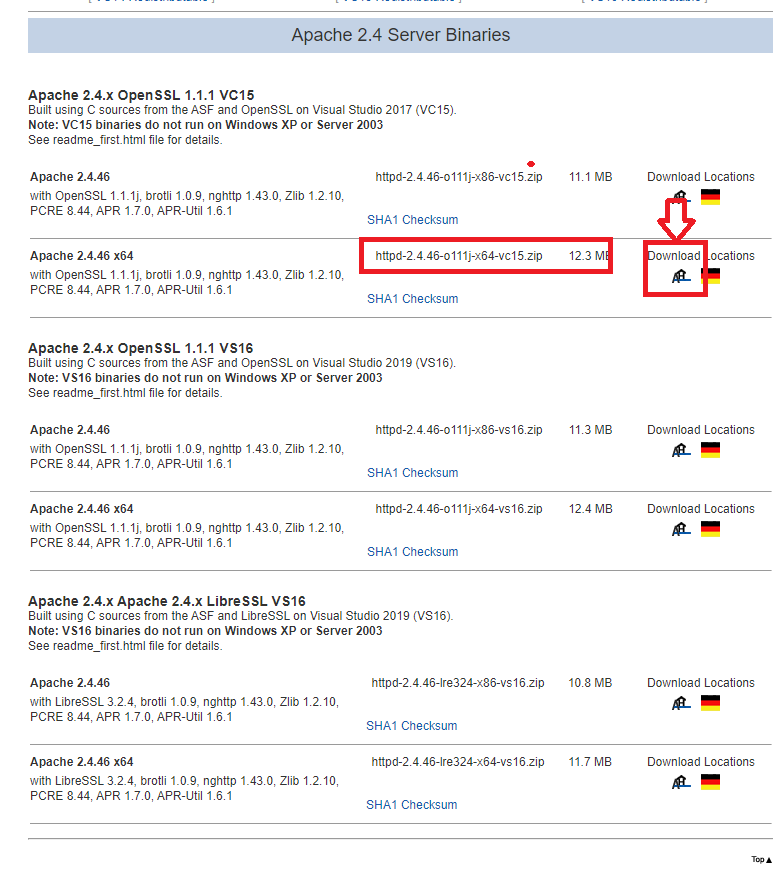 Apache 2.4 Server Binaries
Apache 2.4.x OpenSSL 1.1.1 VC15
Built using C sources from the ASF and OpenSSL on Visual Studio 2017 (VC15).
Note: VC15 binaries do not run on Windows XP or Server 2003
See readme_first.html file for details.
Apache 2.4.46 httpd-2.4.46-o111j-x86-vc15.zip 11.1 MB Download Locations
with OpenSSL 1.1.1j, brotli 1.0.9, nghttp 1.43.0, Zlib 1.2.10,
PCRE 8.44, APR 1.7.0, APR-Util 1.6.1
SHA1 Checksum
Apache 2.4.46 x64 httpd-2.4.46-o111j-x64-vc15.zip 12.3 MB Download Locations
with OpenSSL 1.1.1j, brotli 1.0.9, nghttp 1.43.0, Zlib 1.2.10,
PCRE 8.44, APR 1.7.0, APR-Util 1.6.1
SHA1 Checksum
Apache 2.4.x OpenSSL 1.1.1 VS16
Built using C sources from the ASF and OpenSSL on Visual Studio 2019 (VS16).
Note: VS16 binaries do not run on Windows XP or Server 2003
See readme_first.html file for details.
Apache 2.4.46 httpd-2.4.46-o111j-x86-vs16.zip 11.3 MB Download Locations
with OpenSSL 1.1.1j, brotli 1.0.9, nghttp 1.43.0, Zlib 1.2.10,
PCRE 8.44, APR 1.7.0, APR-Util 1.6.1
SHA1 Checksum
Apache 2.4.46 x64 httpd-2.4.46-o111j-x64-vs16.zip 12.4 MB Download Locations
with OpenSSL 1.1.1j, brotli 1.0.9, nghttp 1.43.0, Zlib 1.2.10,
PCRE 8.44, APR 1.7.0, APR-Util 1.6.1
SHA1 Checksum
Apache 2.4.x Apache 2.4.x LibreSSL VS16
Built using C sources from the ASF and LibreSSL on Visual Studio 2019 (VS16).
Note: VS16 binaries do not run on Windows XP or Server 2003
See readme_first.html file for details.
Apache 2.4.46 httpd-2.4.46-lre324-x86-vs16.zip 10.8 MB Download Locations
with LibreSSL 3.2.4, brotli 1.0.9, nghttp 1.43.0, Zlib 1.2.10,
PCRE 8.44, APR 1.7.0, APR-Util 1.6.1
SHA1 Checksum
Apache 2.4.46 x64 httpd-2.4.46-lre324-x64-vs16.zip 11.7 MB Download Locations
with LibreSSL 3.2.4, brotli 1.0.9, nghttp 1.43.0, Zlib 1.2.10,
PCRE 8.44, APR 1.7.0, APR-Util 1.6.1
SHA1 Checksum
Top▲